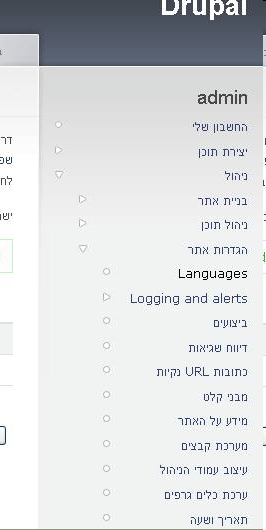 Drupal
admin
החשבון שלי
יצירת תוכן
ניהול
בניית אתר
ניהול תוכן
הגדרות אתר
Languages
Logging and alerts
ביצועים
דיווח שגיאות
כתובות URL נקיות
מבני קלט
מידע על האתר
מערכת קבצים
עיצוב עמודי הניהול
ערכת כלים גרפים
תאריך ושעה